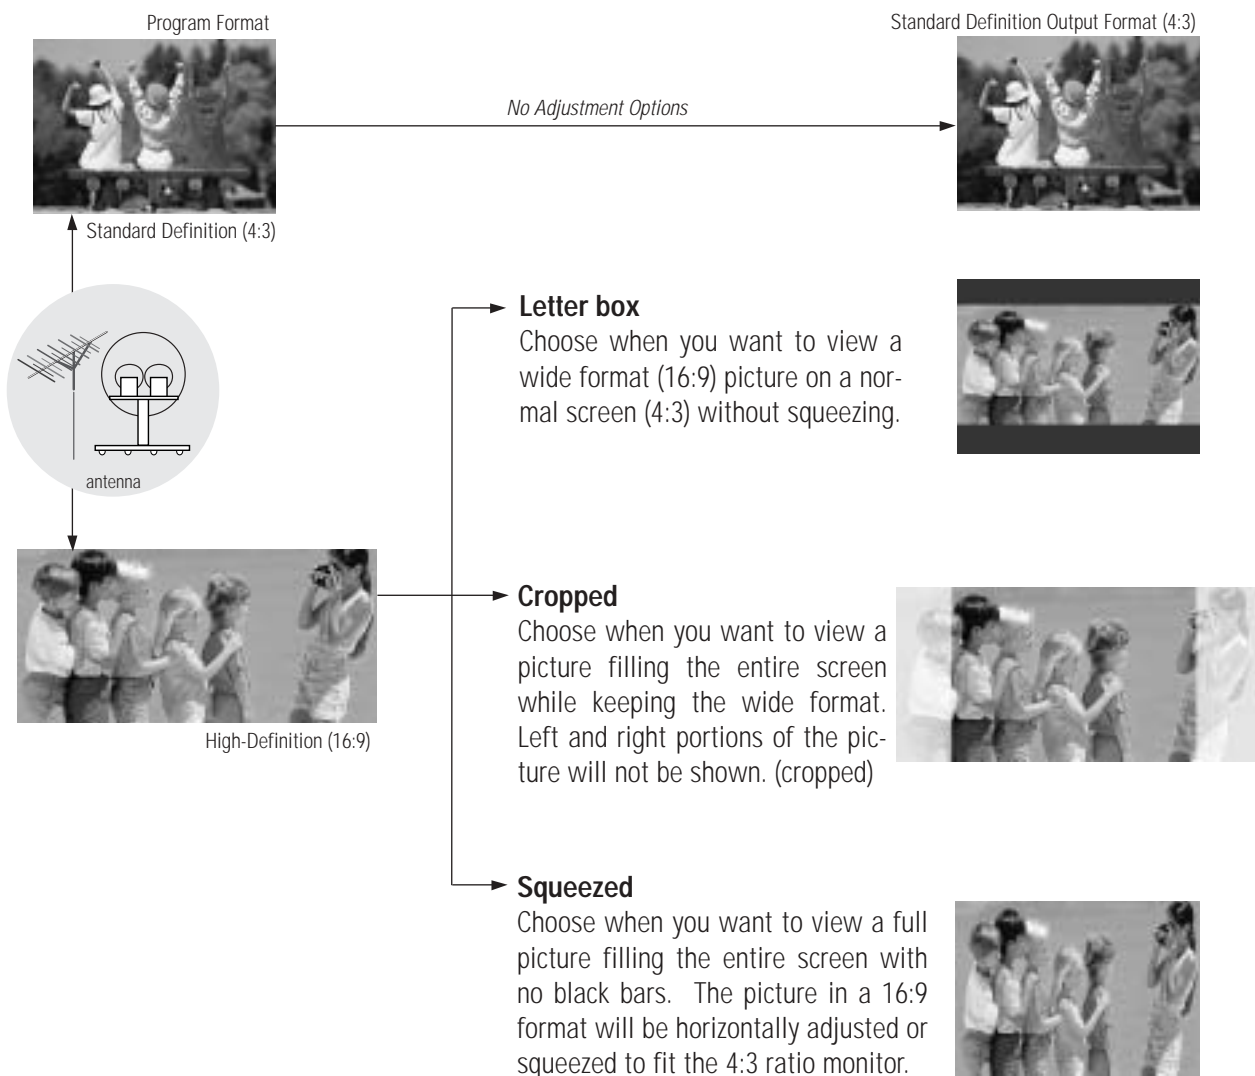 Program Format
Standard Definition Output Format (4:3)
No Adjustment Options
Standard Definition (4:3)
antenna
High-Definition (16:9)
Letter box
Choose when you want to view a
wide format (16:9) picture on a nor-
mal screen (4:3) without squeezing.
Cropped
Choose when you want to view a
picture filling the entire screen
while keeping the wide format.
Left and right portions of the pic-
ture will not be shown. (cropped)
Squeezed
Choose when you want to view a full
picture filling the entire screen with
no black bars. The picture in a 16:9
format will be horizontally adjusted or
squeezed to fit the 4:3 ratio monitor.